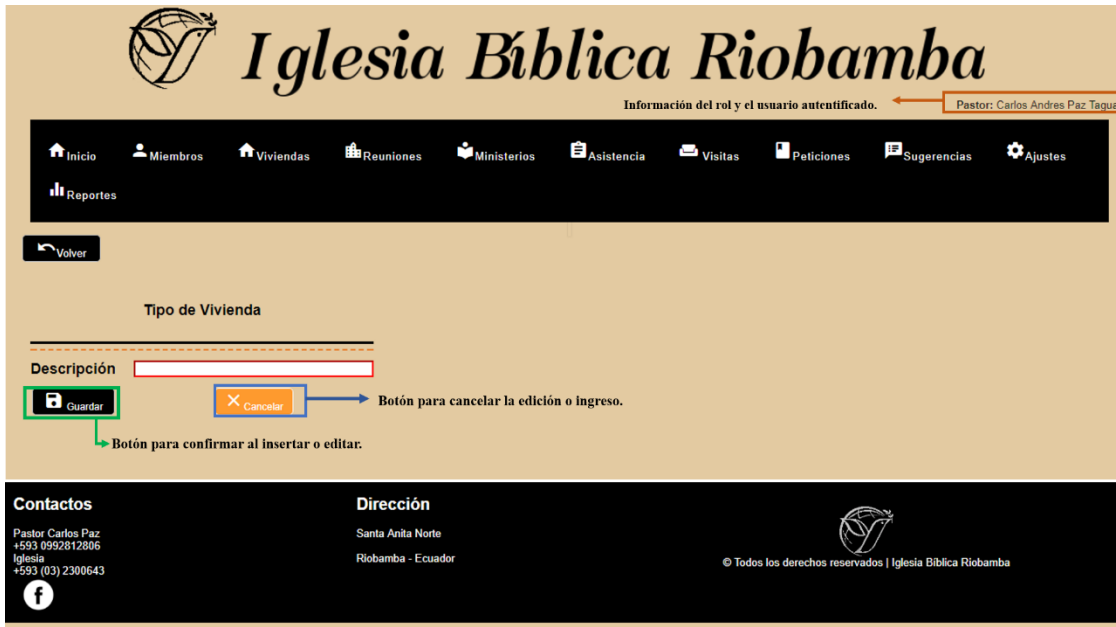 Iglesia Bíblica Riobamba
Información del rol y el usuario autentificado.
Pastor: Carlos Andres Paz Tagua
Inicio
Miembros
Viviendas
Reuniones
Ministerios
Asistencia
Visitas
Peticiones
Sugerencias
Ajustes
Reportes
Volver
Tipo de Vivienda
Descripción
Guardar
Cancelar
Botón para cancelar la edición o ingreso.
Botón para confirmar al insertar o editar.
Contactos
Pastor Carlos Paz
+593 0992812806
Iglesia
+593 (03) 2300643
Dirección
Santa Anita Norte
Riobamba - Ecuador
© Todos los derechos reservados | Iglesia Bíblica Riobamba